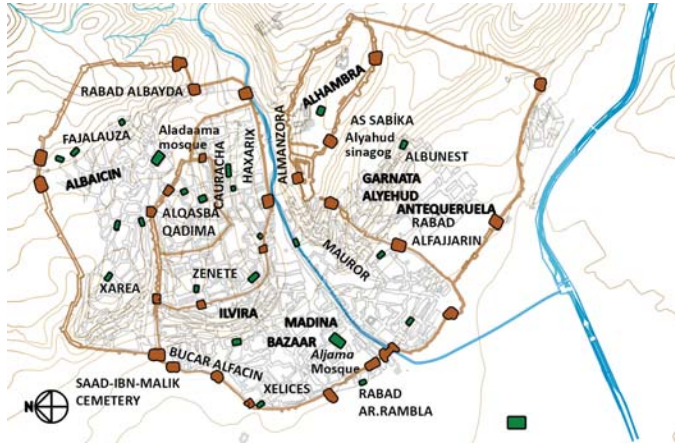 RABAD ALBAYDA
ALHAMBRA
FAJALAUZA
Aladaama
mosque
CAURACHA
HAXARIX
ALMANZORA
AS SABİKA
Alyahud
sinagog
ALBUNEST
ALBAICIN
GARNATA
ALYEHUD
ANTEQUERUELA
ALQASBA
QADIMA
RABAD
ALFAJJARIN
MAUROR
XAREA
ZENETE
ILVIRA
MADINA
BAZAAR
Aljama
Mosque
BUCAR ALFACIN
XELICES
SAAD-IBN-MALIK
CEMETERY
N
RABAD
AR.RAMBLA